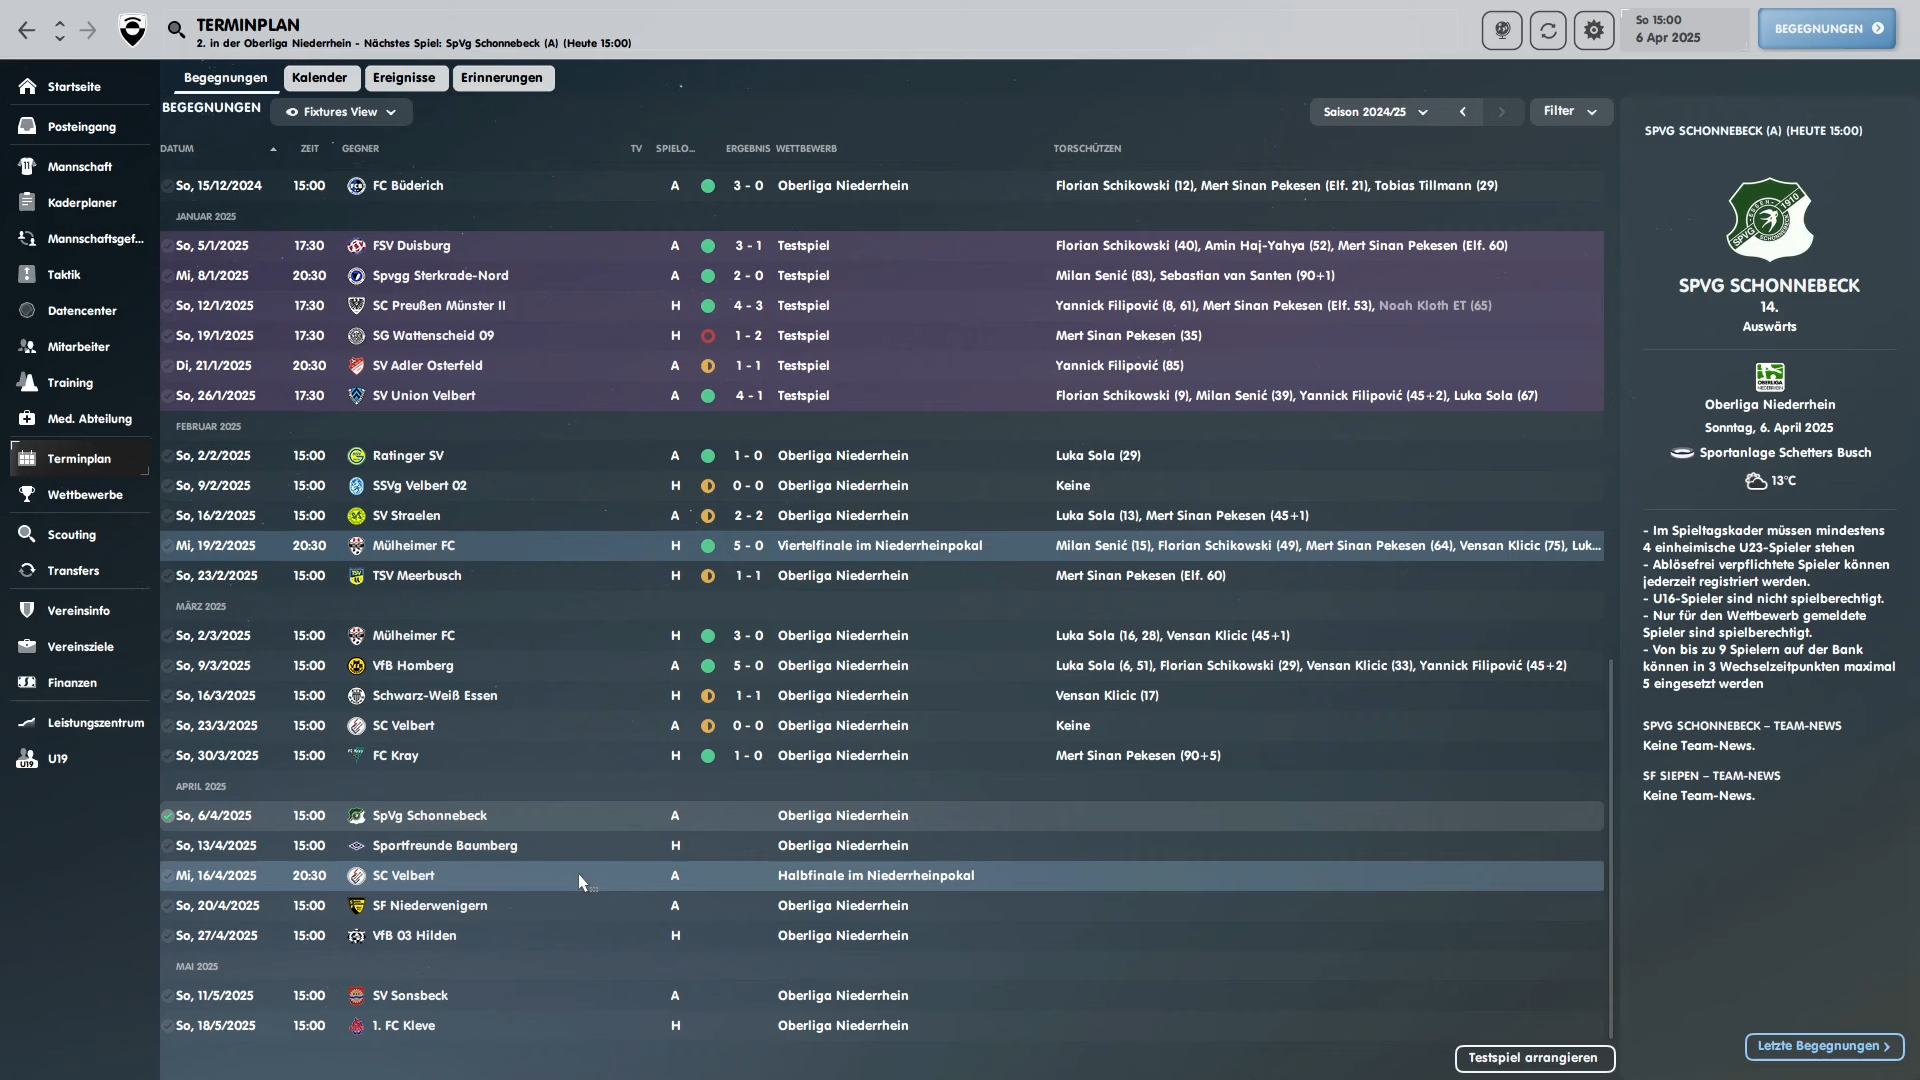 TERMINPLAN
2. in der Oberliga Niederrhein - Nächstes Spiel: SpVg Schonnebeck (A) (Heute 15:00)
So 15:00
6 Apr 2025
BEGEGNUNGEN
Startseite
Posteingang
Mannschaft
Kaderplaner
Mannschaftsgef...
Taktik
Datencenter
Mitarbeiter
Training
Med. Abteilung
Terminplan
Wettbewerbe
Scouting
Transfers
Vereinsinfo
Vereinsziele
Finanzen
Leistungszentrum
U19
Begegnungen Kalender Ereignisse Erinnerungen
BEGEGNUNGEN Fixtures View Saison 2024/25 Filter
DATUM ZEIT GEGNER TV SPIELO... ERGEBNIS WETTBEWERB TORSCHÜTZEN
So, 15/12/2024 15:00 FC Büderich A 3 - 0 Oberliga Niederrhein Florian Schikowski (12), Mert Sinan Pekesen (Elf. 21), Tobias Tillmann (29)
JANUAR 2025
So, 5/1/2025 17:30 FSV Duisburg A 3 - 1 Testspiel Florian Schikowski (40), Amin Haj-Yahya (52), Mert Sinan Pekesen (Elf. 60)
Mi, 8/1/2025 20:30 Spvgg Sterkrade-Nord A 2 - 0 Testspiel Milan Senić (83), Sebastian van Santen (90+1)
So, 12/1/2025 17:30 SC Preußen Münster II H 4 - 3 Testspiel Yannick Filipović (8, 61), Mert Sinan Pekesen (Elf. 53), Noah Kloth ET (65)
So, 19/1/2025 17:30 SG Wattenscheid 09 H 1 - 2 Testspiel Mert Sinan Pekesen (35)
Di, 21/1/2025 20:30 SV Adler Osterfeld A 1 - 1 Testspiel Yannick Filipović (85)
So, 26/1/2025 17:30 SV Union Velbert A 4 - 1 Testspiel Florian Schikowski (9), Milan Senić (39), Yannick Filipović (45+2), Luka Sola (67)
FEBRUAR 2025
So, 2/2/2025 15:00 Ratinger SV A 1 - 0 Oberliga Niederrhein Luka Sola (29)
So, 9/2/2025 15:00 SSVg Velbert 02 H 0 - 0 Oberliga Niederrhein Keine
So, 16/2/2025 15:00 SV Straelen A 2 - 2 Oberliga Niederrhein Luka Sola (13), Mert Sinan Pekesen (45+1)
Mi, 19/2/2025 20:30 Mülheimer FC H 5 - 0 Viertelfinale im Niederrheinpokal Milan Senić (15), Florian Schikowski (49), Mert Sinan Pekesen (64), Vensan Klicic (75), Luk...
So, 23/2/2025 15:00 TSV Meerbusch H 1 - 1 Oberliga Niederrhein Mert Sinan Pekesen (Elf. 60)
MÄRZ 2025
So, 2/3/2025 15:00 Mülheimer FC H 3 - 0 Oberliga Niederrhein Luka Sola (16, 28), Vensan Klicic (45+1)
So, 9/3/2025 15:00 VfB Homberg A 5 - 0 Oberliga Niederrhein Luka Sola (6, 51), Florian Schikowski (29), Vensan Klicic (33), Yannick Filipović (45+2)
So, 16/3/2025 15:00 Schwarz-Weiß Essen H 1 - 1 Oberliga Niederrhein Vensan Klicic (17)
So, 23/3/2025 15:00 SC Velbert A 0 - 0 Oberliga Niederrhein Keine
So, 30/3/2025 15:00 FC Kray H 1 - 0 Oberliga Niederrhein Mert Sinan Pekesen (90+5)
APRIL 2025
So, 6/4/2025 15:00 SpVg Schonnebeck A Oberliga Niederrhein
So, 13/4/2025 15:00 Sportfreunde Baumberg H Oberliga Niederrhein
Mi, 16/4/2025 20:30 SC Velbert A Halbfinale im Niederrheinpokal
So, 20/4/2025 15:00 SF Niederwenigern A Oberliga Niederrhein
So, 27/4/2025 15:00 VfB 03 Hilden H Oberliga Niederrhein
MAI 2025
So, 11/5/2025 15:00 SV Sonsbeck A Oberliga Niederrhein
So, 18/5/2025 15:00 1. FC Kleve H Oberliga Niederrhein
Testspiel arrangieren
SPVG SCHONNEBECK (A) (HEUTE 15:00)
SPVG SCHONNEBECK
14.
Auswärts
Oberliga Niederrhein
Sonntag, 6. April 2025
Sportanlage Schetters Busch
13°C
- Im Spieltagskader müssen mindestens
4 einheimische U23-Spieler stehen
- Ablösefrei verpflichtete Spieler können
jederzeit registriert werden.
- U16-Spieler sind nicht spielberechtigt.
- Nur für den Wettbewerb gemeldete
Spieler sind spielberechtigt.
- Von bis zu 9 Spielern auf der Bank
können in 3 Wechselzeitpunkten maximal
5 eingesetzt werden
SPVG SCHONNEBECK – TEAM-NEWS
Keine Team-News.
SF SIEPEN – TEAM-NEWS
Keine Team-News.
Letzte Begegnungen